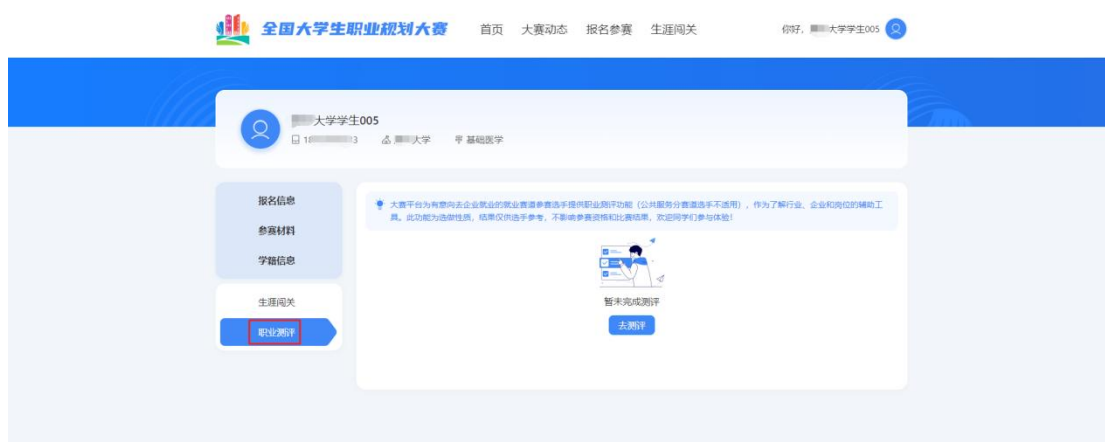 全国大学生职业规划大赛 首页 大赛动态 报名参赛 生涯闯关 你好, 大学学生005
大学学生005
18 3 大学 基础医学
报名信息
参赛材料
学籍信息
生涯闯关
职业测评
大赛平台为有意向去企业就业的就业赛道参赛选手提供职业测评功能（公共服务分赛道选手不适用）, 作为了解行业、企业和岗位的辅助工
具。此功能为选做性质, 结果仅供选手参考, 不影响参赛资格和比赛结果, 欢迎同学们参与体验!
暂未完成测评
去测评